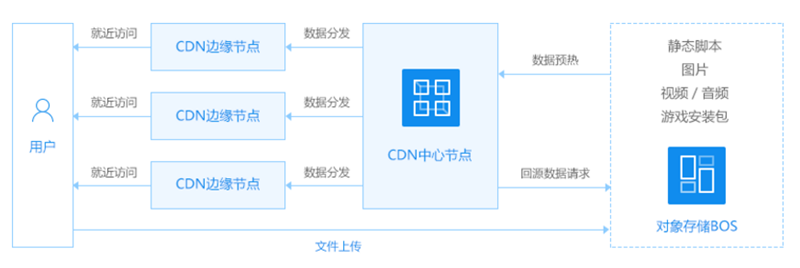 就近访问
CDN边缘节点
数据分发
就近访问
CDN边缘节点
数据分发
就近访问
CDN边缘节点
数据分发
用户
CDN中心节点
数据预热
回源数据请求
静态脚本
图片
视频 / 音频
游戏安装包
对象存储BOS
文件上传